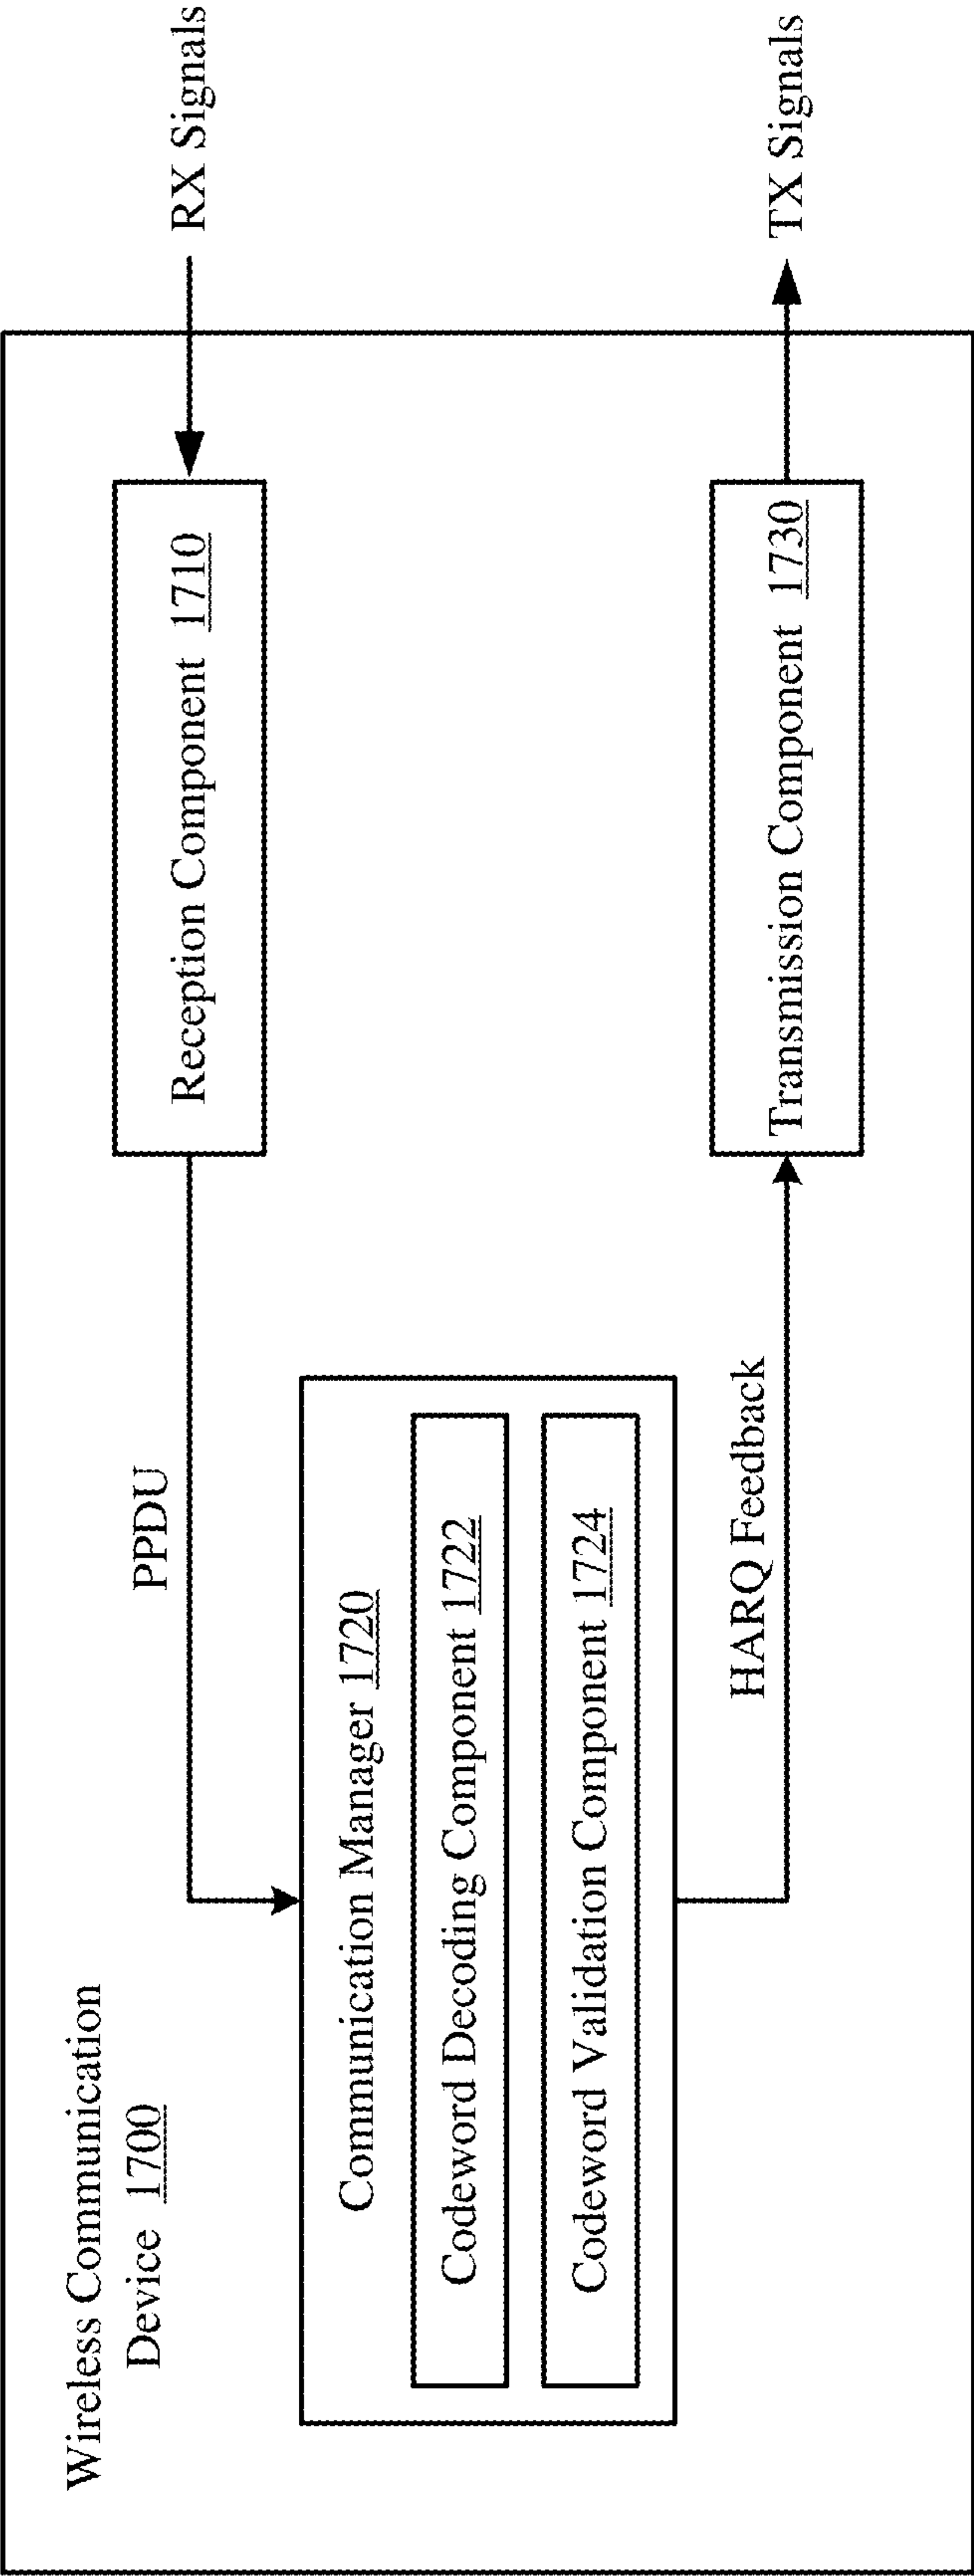 Wireless Communication
Device 1700
PPDU
Reception Component 1710
RX Signals
Communication Manager 1720
Codeword Decoding Component 1722
Codeword Validation Component 1724
HARQ Feedback
Transmission Component 1730
TX Signals